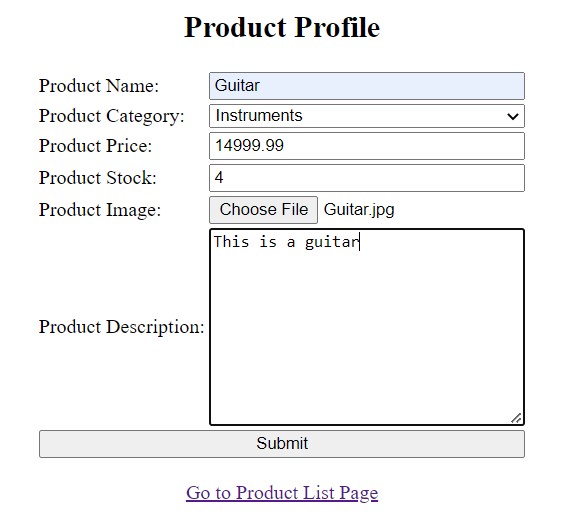 Product Profile
Product Name: Guitar
Product Category: Instruments
Product Price: 14999.99
Product Stock: 4
Product Image: Choose File Guitar.jpg
This is a guitar
Product Description:
Submit
Go to Product List Page